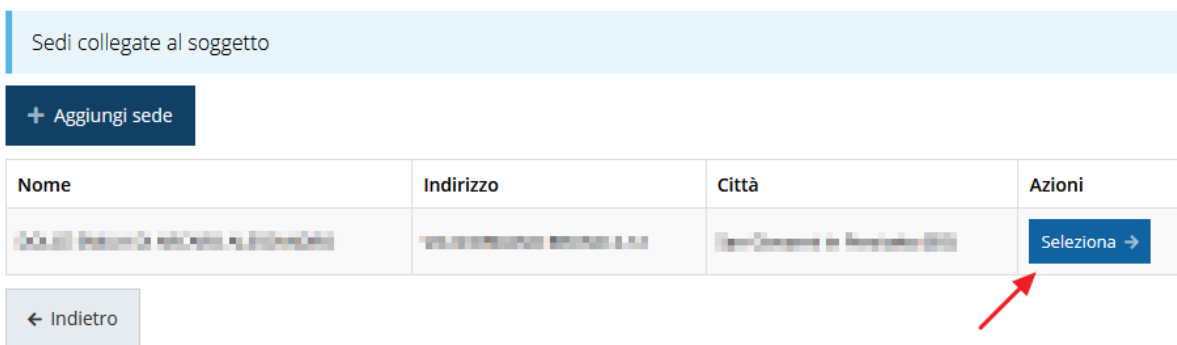 Sedi collegate al soggetto
+ Aggiungi sede
Nome Indirizzo Città Azioni
Seleziona →
← Indietro